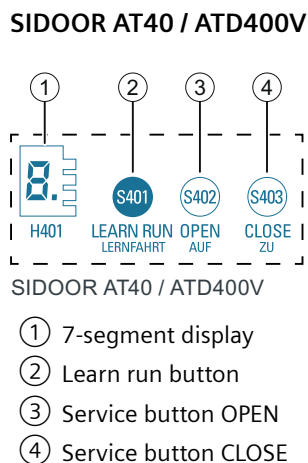 SIDOOR AT40 / ATD400V
1 2 3 4
8.
S401 S402 S403
H401 LEARN RUN OPEN CLOSE
LERNFAHRT AUF ZU
SIDOOR AT40 / ATD400V
1 7-segment display
2 Learn run button
3 Service button OPEN
4 Service button CLOSE